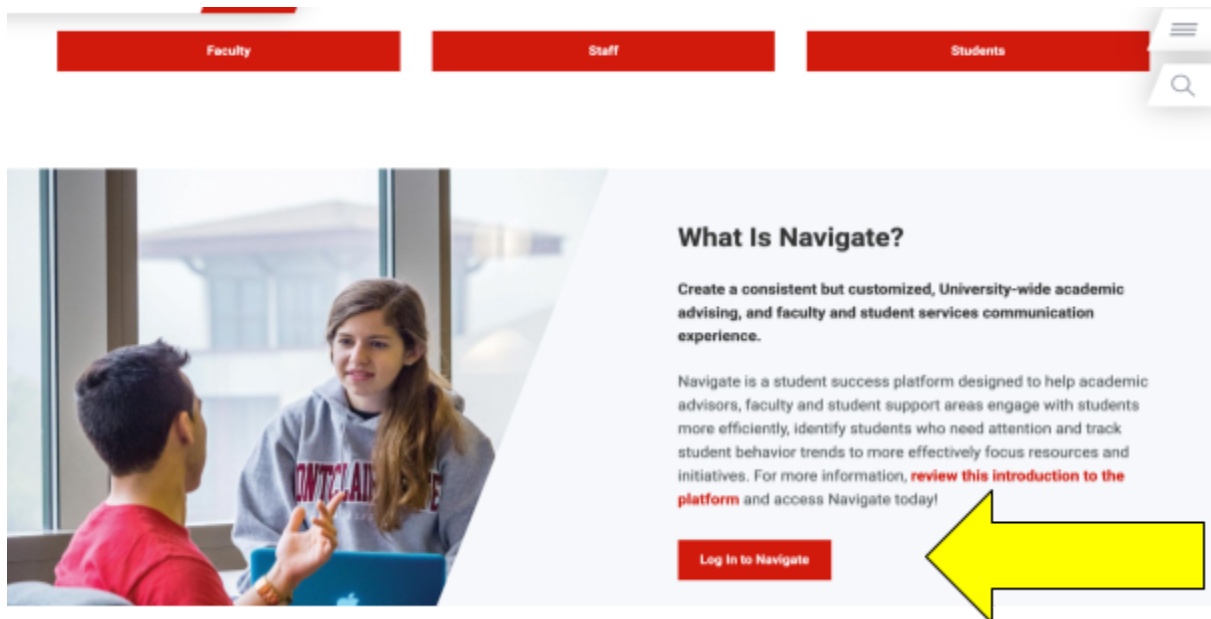 Faculty
Staff
Students
What Is Navigate?
Create a consistent but customized, University-wide academic
advising, and faculty and student services communication
experience.
Navigate is a student success platform designed to help academic
advisors, faculty and student support areas engage with students
more efficiently, identify students who need attention and track
student behavior trends to more effectively focus resources and
initiatives. For more information, review this introduction to the
platform and access Navigate today!
Log In to Navigate